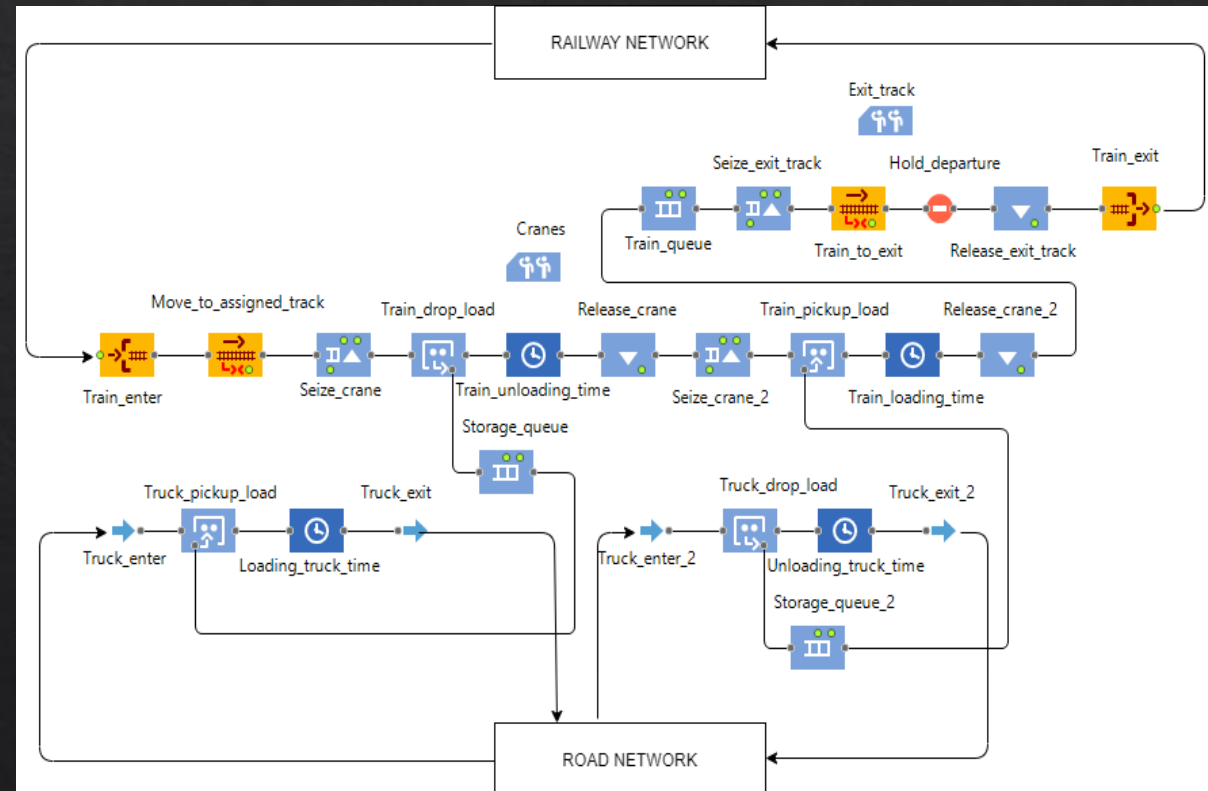 RAILWAY NETWORK
Exit_track
Seize_exit_track
Hold_departure
Train_exit
Train_queue
Train_to_exit
Release_exit_track
Cranes
Move_to_assigned_track
Train_drop_load
Release_crane
Train_pickup_load
Release_crane_2
Train_enter
Seize_crane
Train_unloading_time
Seize_crane_2
Train_loading_time
Storage_queue
Truck_pickup_load
Truck_exit
Truck_drop_load
Truck_exit_2
Truck_enter
Loading_truck_time
Truck_enter_2
Unloading_truck_time
Storage_queue_2
ROAD NETWORK